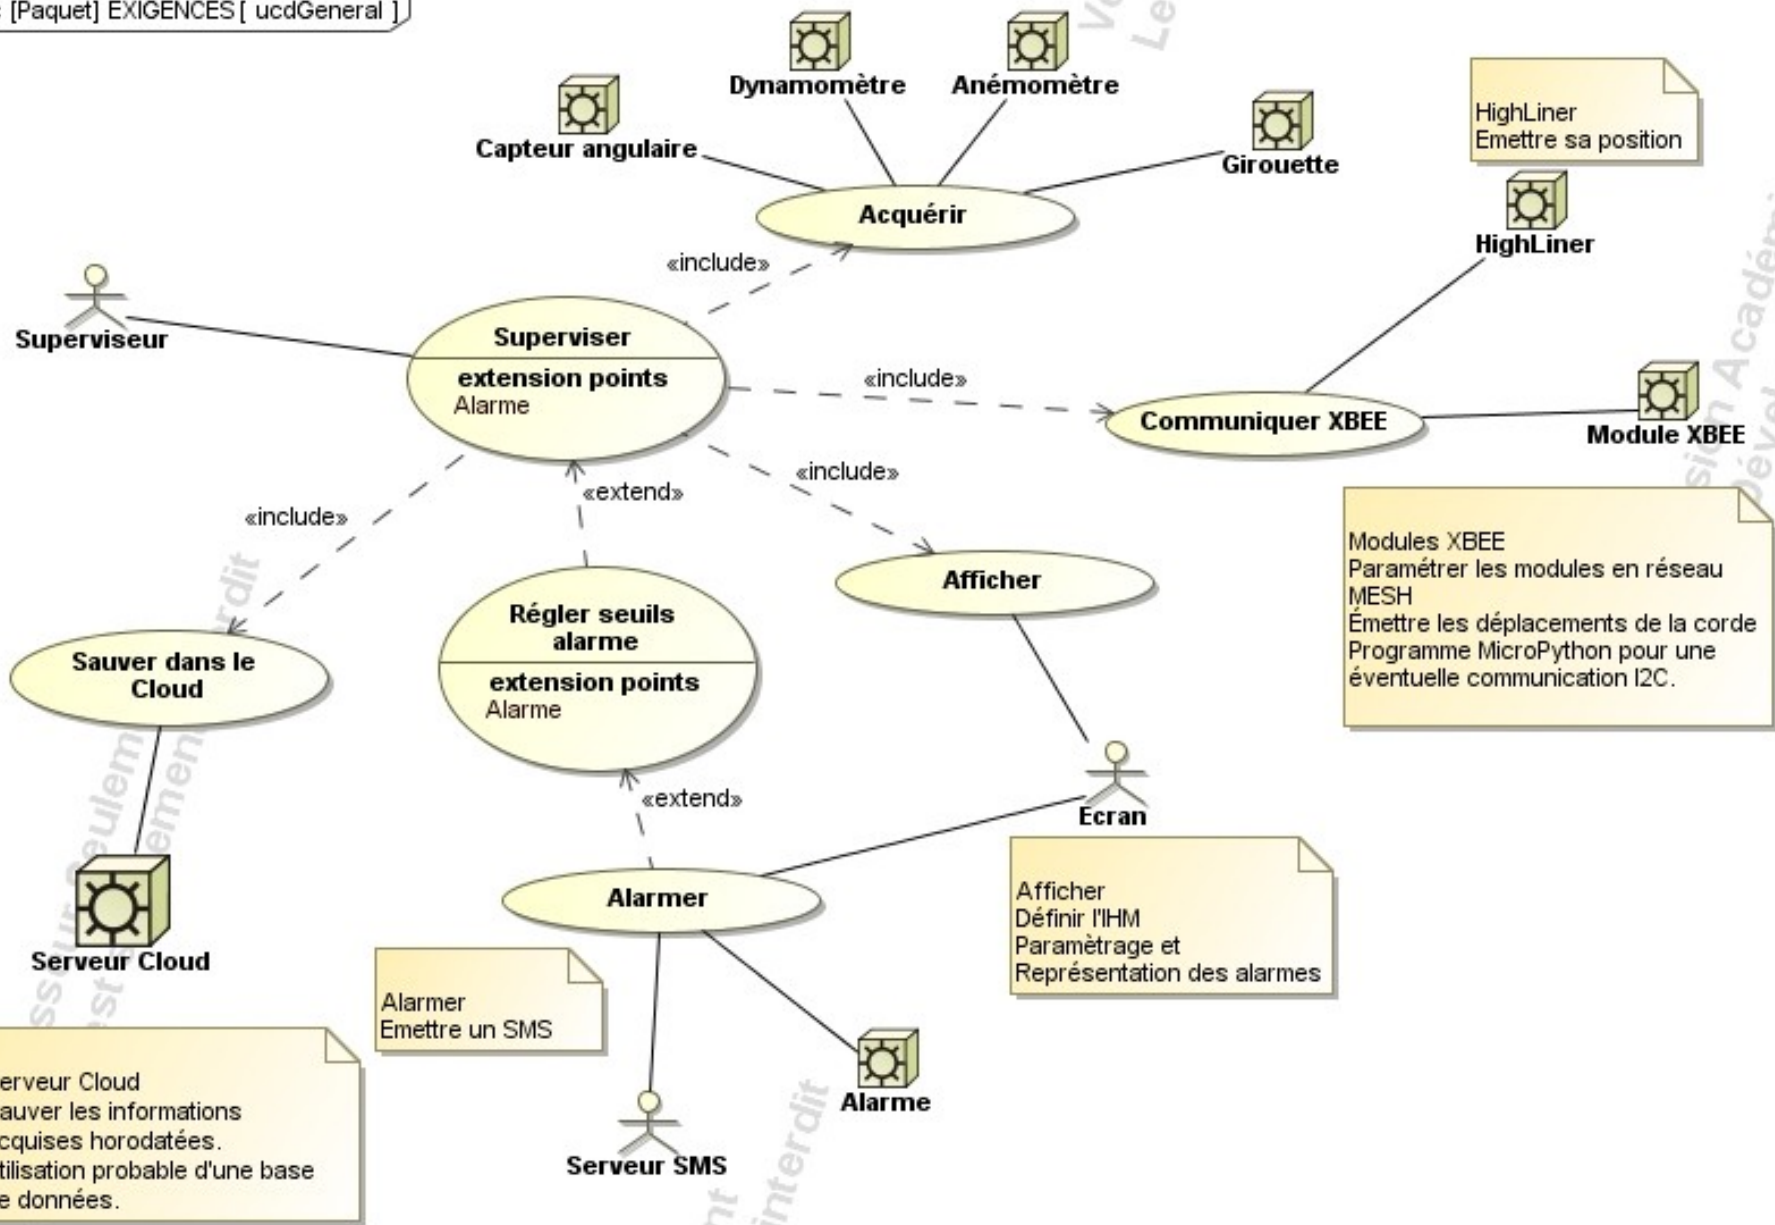 [Paquet] EXIGENCES [ ucdGeneral ]
Dynamomètre
Anémomètre
Capteur angulaire
Girouette
HighLiner
Emettre sa position
Acquérir
HighLiner
«include»
Superviseur
Superviser
extension points
Alarme
«include»
Communiquer XBEE
Module XBEE
«include»
«extend»
«include»
Modules XBEE
Paramétrer les modules en réseau
MESH
Émettre les déplacements de la corde
Programme MicroPython pour une
éventuelle communication I2C.
Afficher
Régler seuils
alarme
extension points
Alarme
Sauver dans le
Cloud
«extend»
Ecran
Alarmer
Afficher
Définir l'IHM
Paramètrage et
Représentation des alarmes
Serveur Cloud
Alarmer
Emettre un SMS
erveur Cloud
auver les informations
cquises horodatées.
tilisation probable d'une base
e données.
Alarme
Serveur SMS
interdit